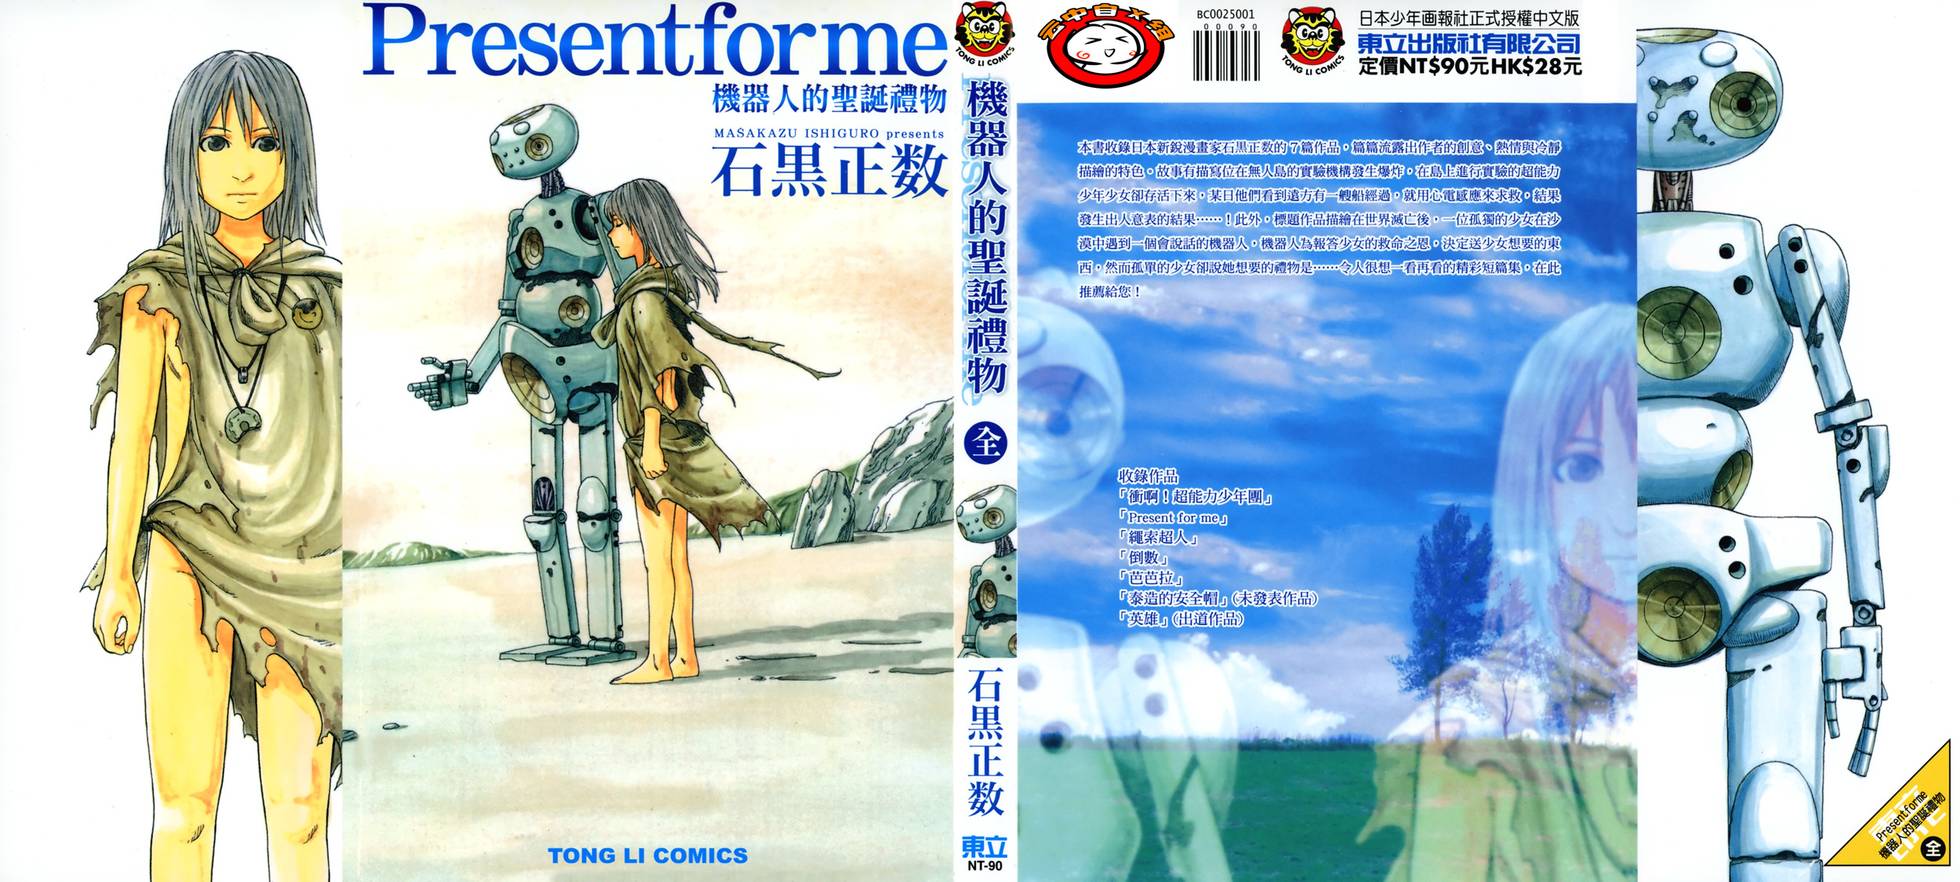 Presentforme
機器人的聖誕禮物
MASAKAZU ISHIGURO presents
石黒正数
TONG LI COMICS
TONG LI COMICS
機器人的聖誕禮物
全
石黒正数
東立
NT-90
BC0025001
00090
TONG LI COMICS
日本少年画報社正式授權中文版
東立出版社有限公司
定價NT$90元HK$28元
本書收錄日本新銳漫畫家石黒正数的7篇作品，篇篇流露出作者的創意、熱情與冷靜
描繪的特色。故事有描寫位在無人島的實驗機構發生爆炸，在島上進行實驗的超能力
少年少女卻存活下來，某日他們看到遠方有一艘船經過，就用心電感應來求救，結果
發生出人意表的結果……！此外，標題作品描繪在世界滅亡後，一位孤獨的少女在沙
漠中遇到一個會說話的機器人，機器人為報答少女的救命之恩，決定送少女想要的東
西，然而孤單的少女卻說她想要的禮物是……令人很想一看再看的精彩短篇集，在此
推薦給您！
收錄作品
「衝啊！超能力少年團」
「Present for me」
「繩索超人」
「倒數」
「芭芭拉」
「泰造的安全帽」（未發表作品）
「英雄」（出道作品）
Presentforme
機器人的聖誕禮物
全